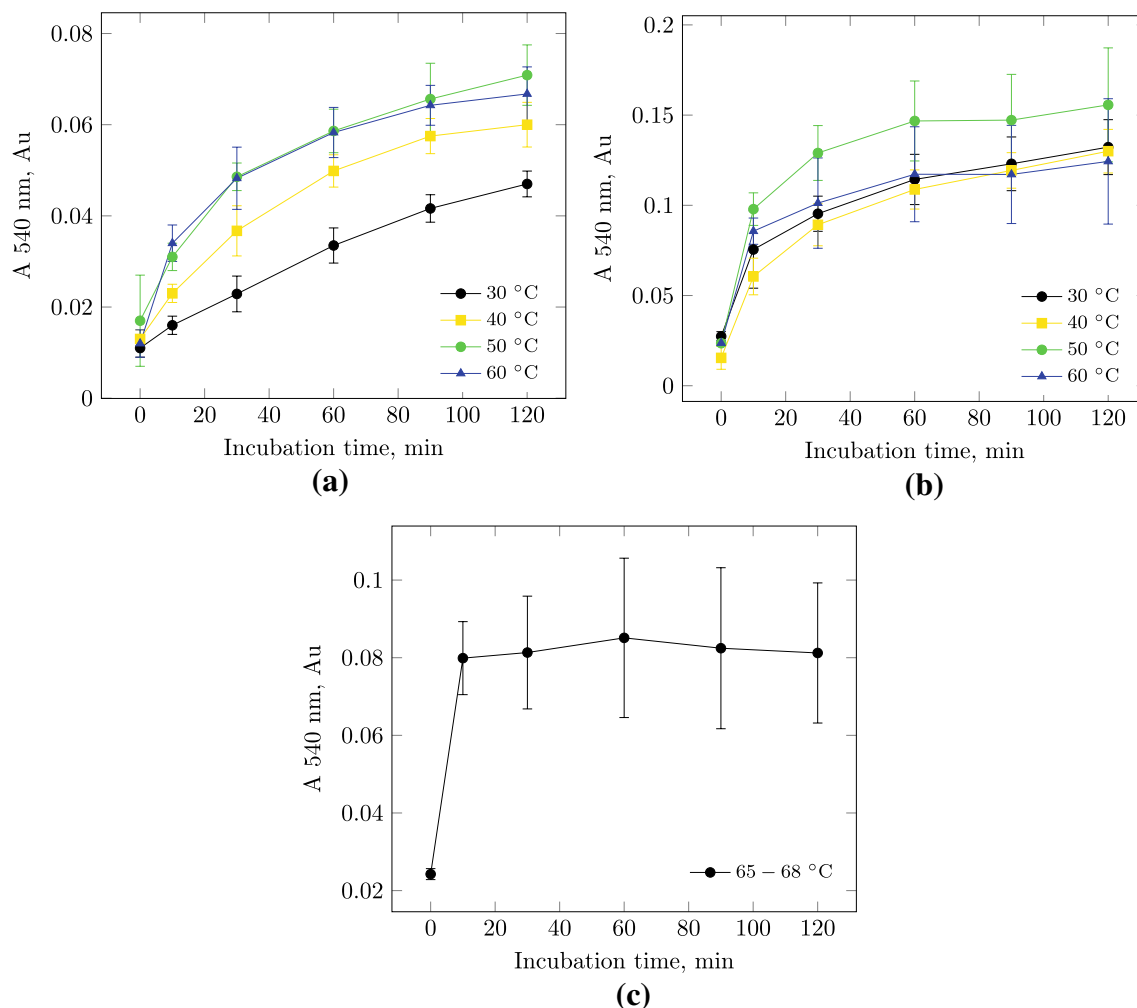 0.08
0.06
0.04
0.02
0
A 540 nm, Au
30 °C
40 °C
50 °C
60 °C
0 20 40 60 80 100 120
Incubation time, min
(a)
0.2
0.15
0.1
0.05
0
A 540 nm, Au
30 °C
40 °C
50 °C
60 °C
0 20 40 60 80 100 120
Incubation time, min
(b)
0.1
0.08
0.06
0.04
0.02
A 540 nm, Au
65 – 68 °C
0 20 40 60 80 100 120
Incubation time, min
(c)